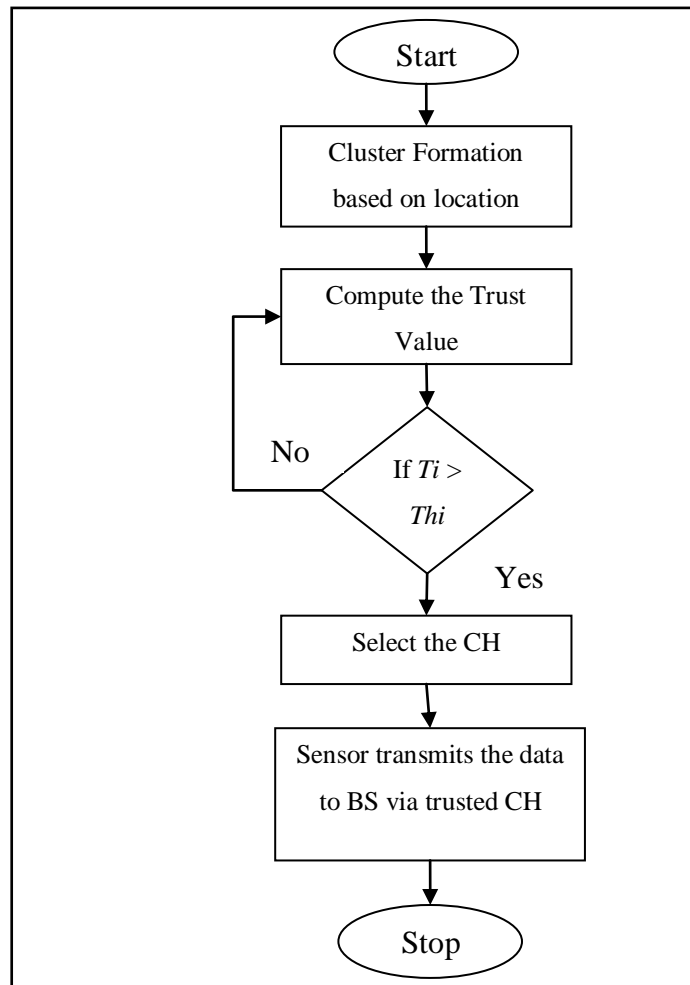 Start
Cluster Formation
based on location
Compute the Trust
Value
No
If Ti >
Thi
Yes
Select the CH
Sensor transmits the data
to BS via trusted CH
Stop